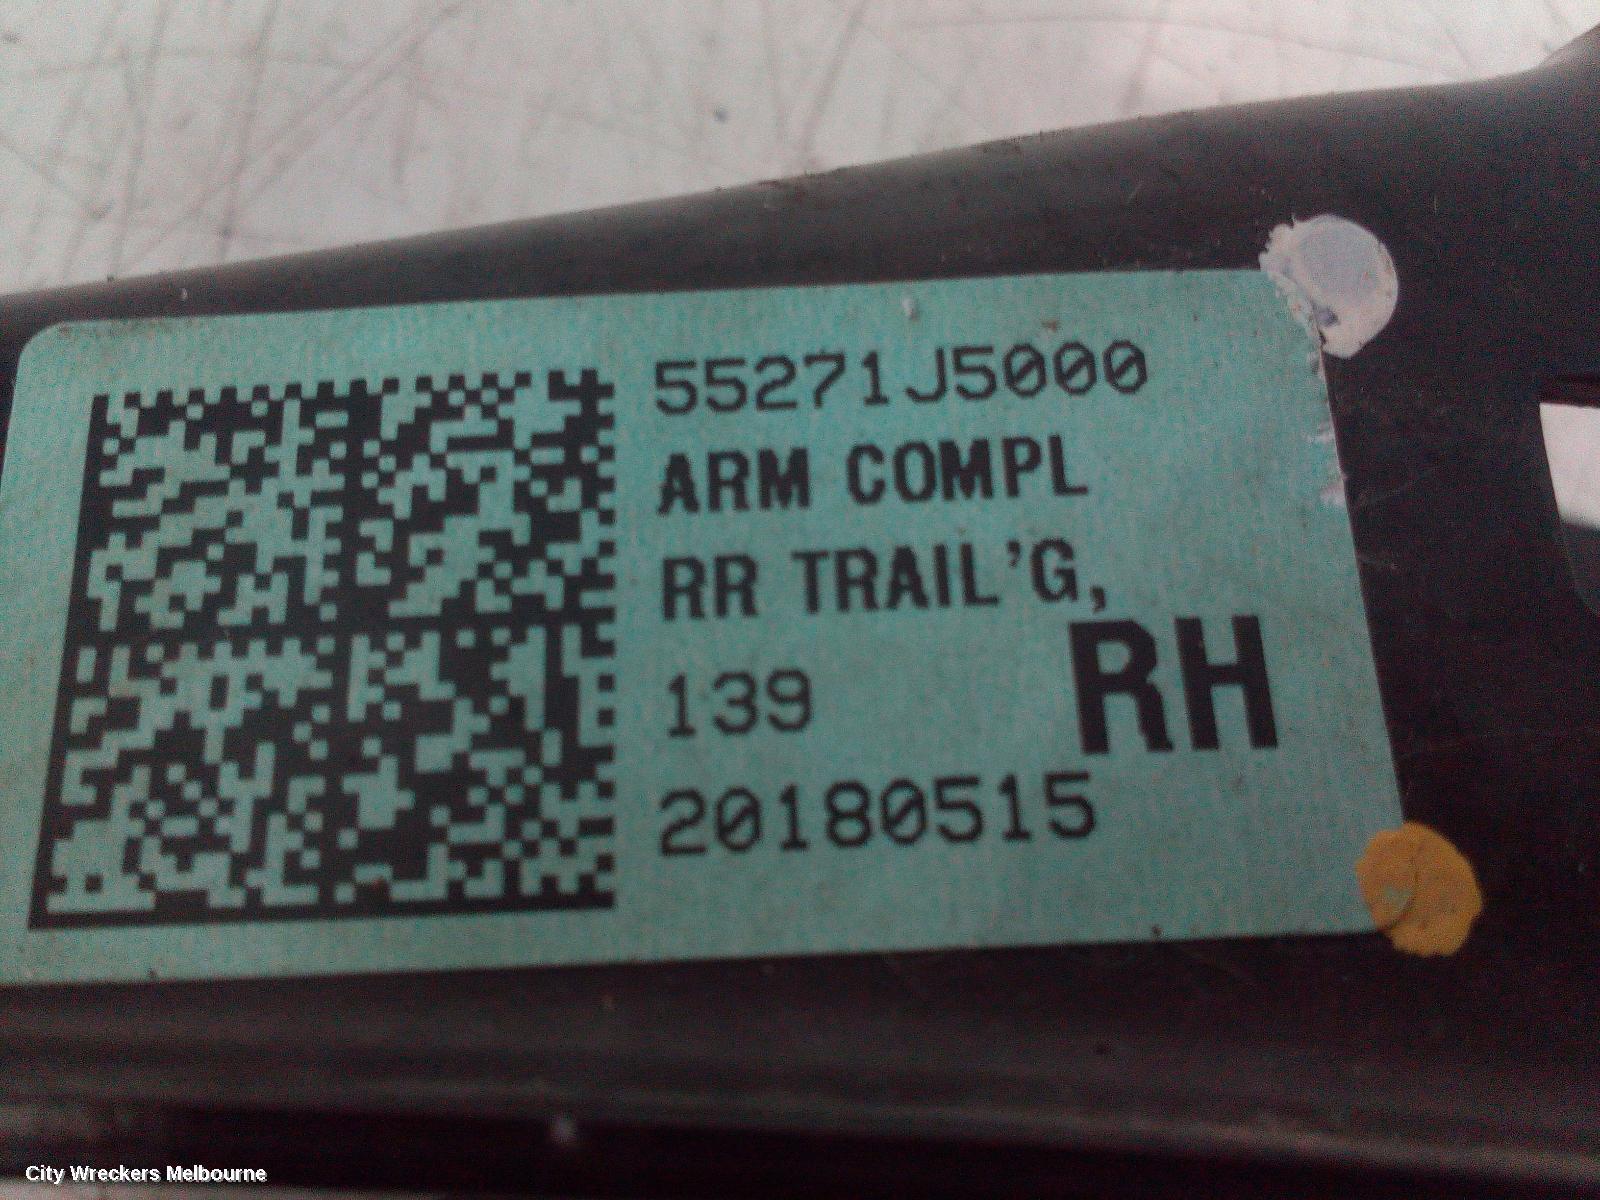 55271J5000
ARM COMPL
RR TRAIL'G,
RH
139
20180515
City Wreckers Melbourne